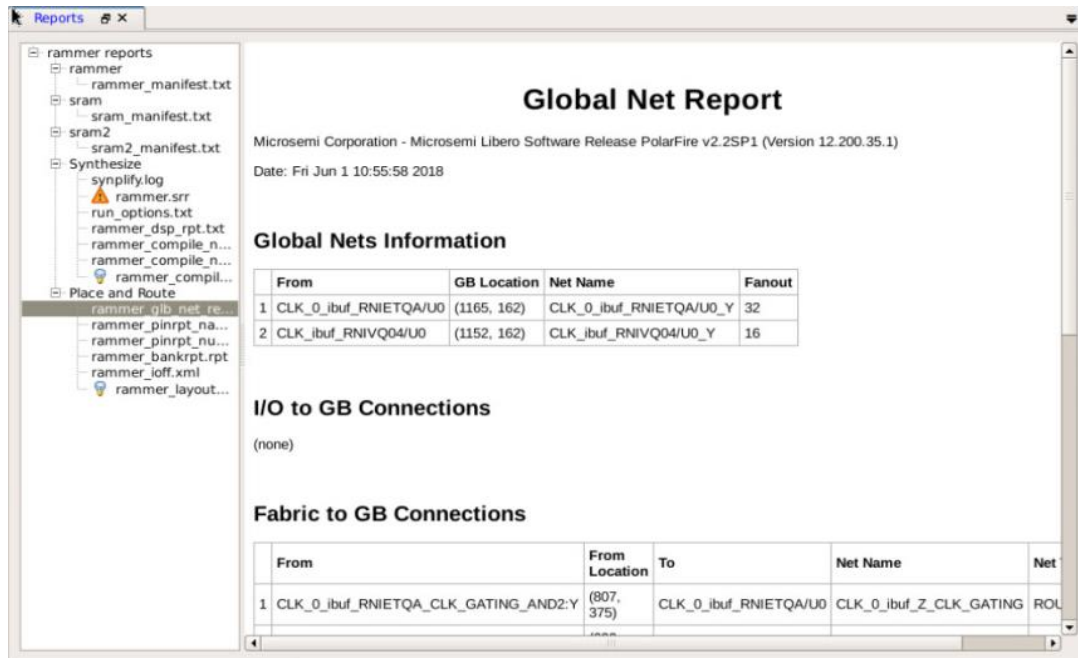 Reports
rammer reports
rammer
rammer_manifest.txt
sram
sram_manifest.txt
sram2
sram2_manifest.txt
Synthesize
synplify.log
rammer.srr
run_options.txt
rammer_dsp_rpt.txt
rammer_compile_n...
rammer_compile_n...
rammer_compil...
Place and Route
rammer_glb_net_re...
rammer_pinrpt_na...
rammer_pinrpt_nu...
rammer_bankrpt.rpt
rammer_ioff.xml
rammer_layout...
Global Net Report
Microsemi Corporation - Microsemi Libero Software Release PolarFire v2.2SP1 (Version 12.200.35.1)
Date: Fri Jun 1 10:55:58 2018
Global Nets Information
From GB Location Net Name Fanout
1 CLK_0_ibuf_RNIETQA/U0 (1165, 162) CLK_0_ibuf_RNIETQA/U0_Y 32
2 CLK_ibuf_RNIVQ04/U0 (1152, 162) CLK_ibuf_RNIVQ04/U0_Y 16
I/O to GB Connections
(none)
Fabric to GB Connections
From From Location To Net Name Net
1 CLK_0_ibuf_RNIETQA_CLK_GATING_AND2:Y (807, 375) CLK_0_ibuf_RNIETQA/U0 CLK_0_ibuf_Z_CLK_GATING ROU